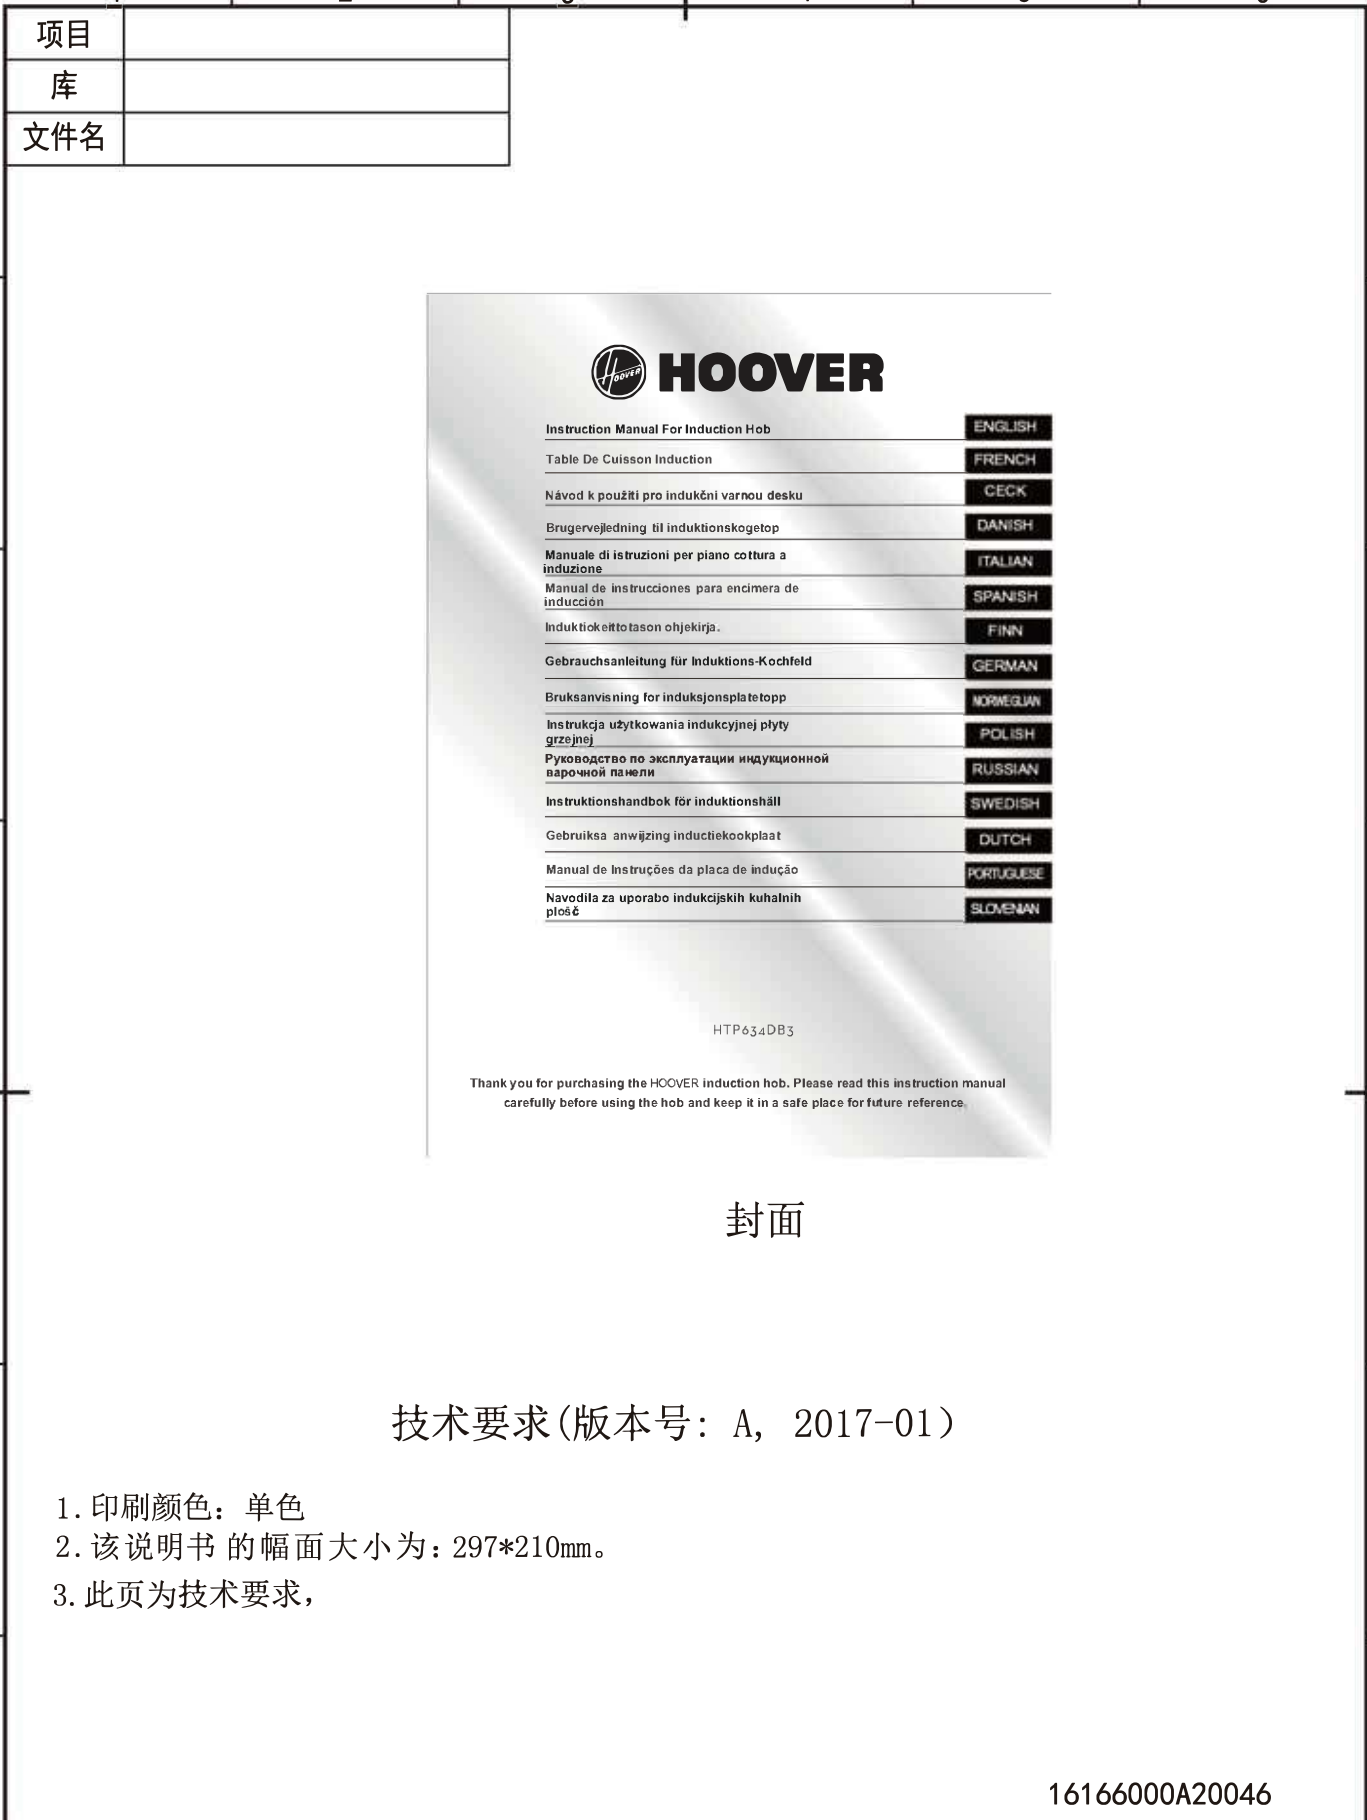 项目
库
文件名
HOOVER HOOVER
Instruction Manual For Induction Hob ENGLISH
Table De Cuisson Induction FRENCH
Návod k použiti pro indukčni varnou desku CECK
Brugervejledning til induktionskogetop DANISH
Manuale di istruzioni per piano cottura a
induzione ITALIAN
Manual de instrucciones para encimera de
inducción SPANISH
Induktiokeittotason ohjekirja. FINN
Gebrauchsanleitung für Induktions-Kochfeld GERMAN
Bruksanvisning for induksjonsplatetopp NORWEGLIAN
Instrukcja użytkowania indukcyjnej płyty
grzejnej POLISH
Руководство по эксплуатации индукционной
варочной панели RUSSIAN
Instruktionshandbok för induktionshäll SWEDISH
Gebruiksa anwijzing inductiekookplaat DUTCH
Manual de Instruções da placa de indução PORTUGUESE
Navodila za uporabo indukcijskih kuhalnih
plošč SLOVENIAN
HTP634DB3
Thank you for purchasing the HOOVER induction hob. Please read this instruction manual
carefully before using the hob and keep it in a safe place for future reference.
封面
技术要求(版本号: A, 2017-01)
1.印刷颜色：单色
2.该说明书 的幅面大小为: 297*210mm。
3.此页为技术要求，
16166000A20046